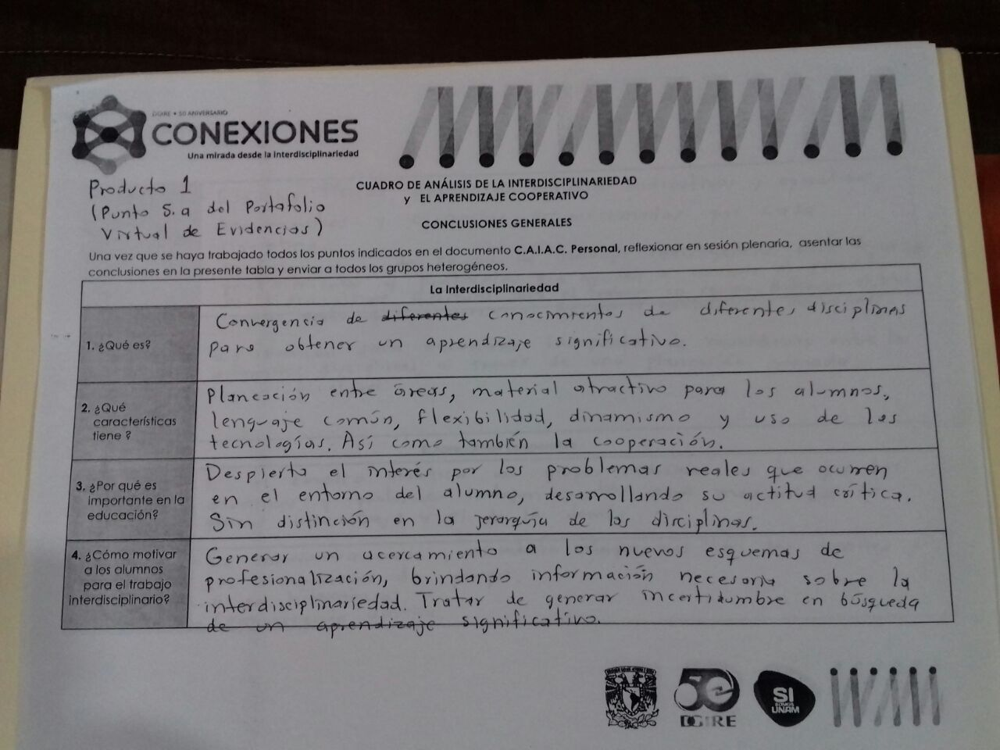 DGIRE • 50 ANIVERSARIO
CONEXIONES
Una mirada desde la interdisciplinariedad
Producto 1
(Punto 5.a del Portafolio
Virtual de Evidencias)
CUADRO DE ANÁLISIS DE LA INTERDISCIPLINARIEDAD
y EL APRENDIZAJE COOPERATIVO
CONCLUSIONES GENERALES
Una vez que se haya trabajado todos los puntos indicados en el documento C.A.I.A.C. Personal, reflexionar en sesión plenaria, asentar las
conclusiones en la presente tabla y enviar a todos los grupos heterogéneos.
La Interdisciplinariedad
1. ¿Qué es?
Convergencia de diferentes conocimientos de diferentes disciplinas
para obtener un aprendizaje significativo.
2. ¿Qué
características
tiene ?
Planeación entre áreas, material atractivo para los alumnos,
lenguaje común, flexibilidad, dinamismo y uso de las
tecnologías. Así como también la cooperación.
3. ¿Por qué es
importante en la
educación?
Despierta el interés por los problemas reales que ocurren
en el entorno del alumno, desarrollando su actitud crítica.
Sin distinción en la jerarquía de las disciplinas.
4. ¿Cómo motivar
a los alumnos
para el trabajo
interdisciplinario?
Generar un acercamiento a los nuevos esquemas de
profesionalización, brindando información necesaria sobre la
interdisciplinariedad. Tratar de generar incertidumbre en búsqueda
de un aprendizaje significativo.
50
DGIRE
SI
SOMOS
UNAM